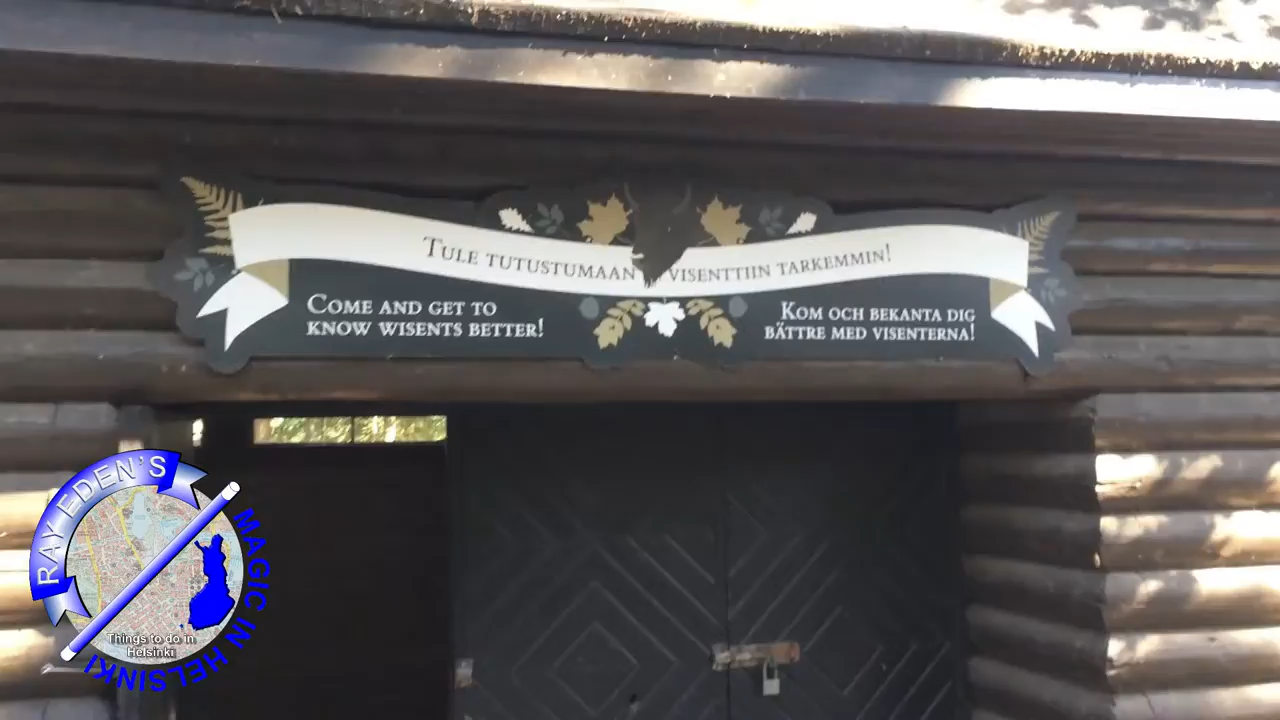 TULE TUTUSTUMAAN VISENTTIIN TARKEMMIN!
COME AND GET TO
KNOW WISENTS BETTER!
KOM OCH BEKANTA DIG
BÄTTRE MED VISENTERNA!
RAY EDEN'S
MAGIC IN HELSINKI
Things to do in
Helsinki